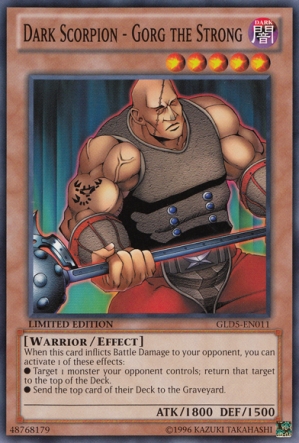 DARK SCORPION - GORG THE STRONG
DARK
闇
LIMITED EDITION
GLD5-EN011
[WARRIOR / EFFECT]
When this card inflicts Battle Damage to your opponent, you can
activate 1 of these effects:
● Target 1 monster your opponent controls; return that target
to the top of the Deck.
● Send the top card of their Deck to the Graveyard.
ATK/1800 DEF/1500
48768179
©1996 KAZUKI TAKAHASHI